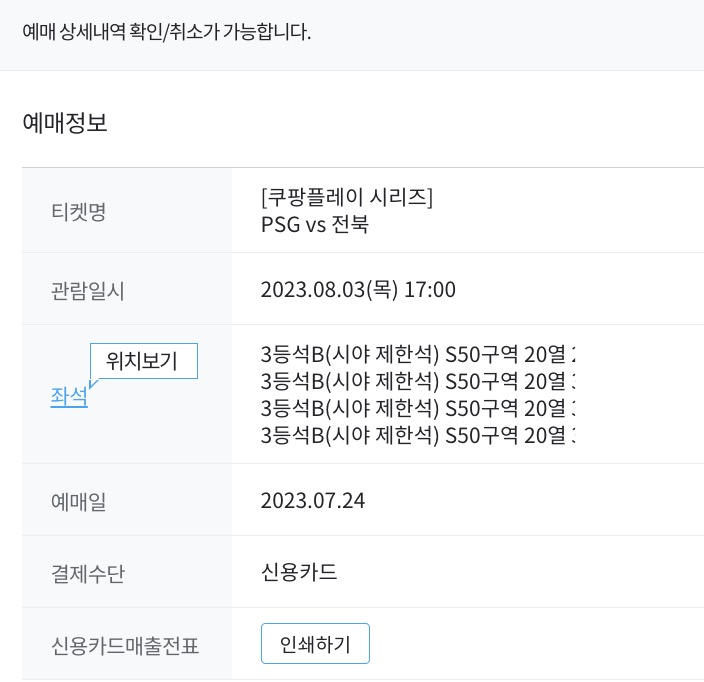 예매 상세내역 확인/취소가 가능합니다.
예매정보
티켓명
[쿠팡플레이 시리즈]
PSG vs 전북
관람일시
2023.08.03(목) 17:00
위치보기
좌석
3등석B(시야 제한석) S50구역 20열
3등석B(시야 제한석) S50구역 20열
3등석B(시야 제한석) S50구역 20열
3등석B(시야 제한석) S50구역 20열
예매일
2023.07.24
결제수단
신용카드
신용카드매출전표
인쇄하기